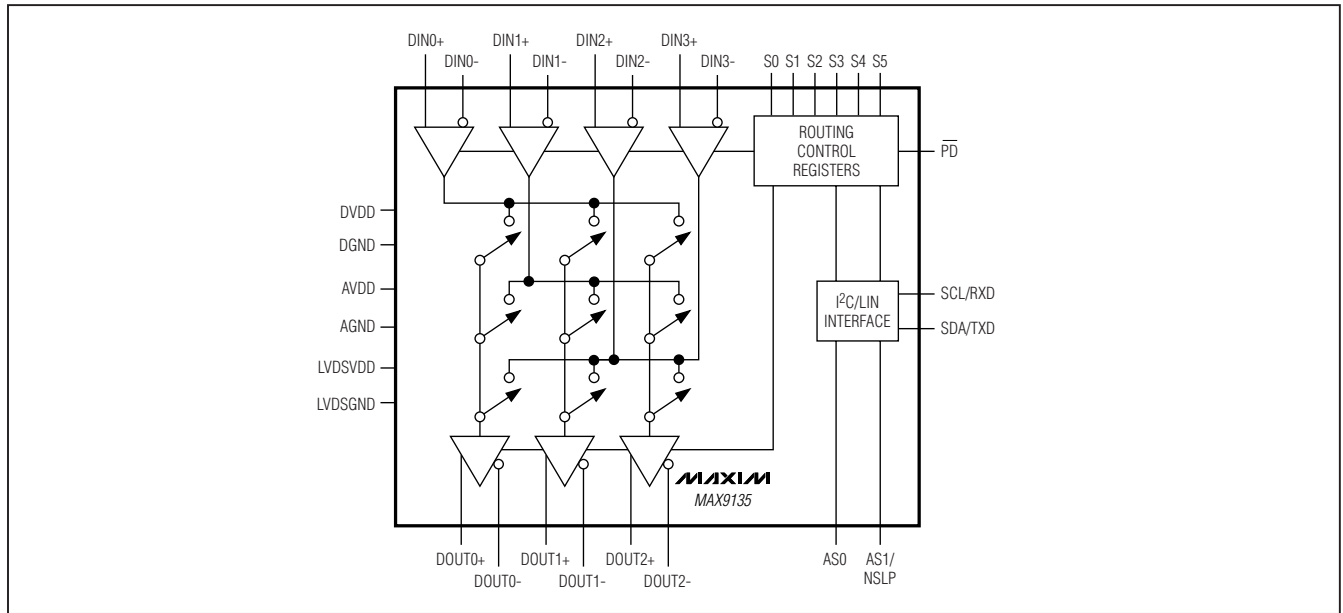 DIN0+ DIN1+ DIN2+ DIN3+
DIN0- DIN1- DIN2- DIN3- S0 S1 S2 S3 S4 S5
ROUTING
CONTROL
REGISTERS
PD
DVDD
DGND
AVDD
AGND
LVDSVDD
LVDSGND
I²C/LIN
INTERFACE
SCL/RXD
SDA/TXD
MAXIM
MAX9135
DOUT0+ DOUT1+ DOUT2+
DOUT0- DOUT1- DOUT2-
AS0
AS1/
NSLP